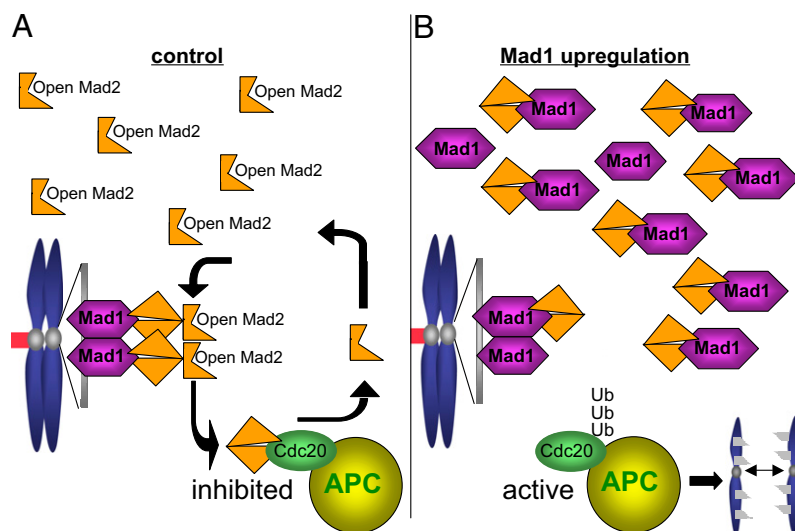 A
control
Open Mad2
Open Mad2
Open Mad2
Open Mad2
Open Mad2
Open Mad2
Mad1
Open Mad2
Mad1
Open Mad2
Cdc20
inhibited
APC
B
Mad1 upregulation
Mad1
Mad1
Mad1
Mad1
Mad1
Mad1
Mad1
Mad1
Mad1
Mad1
Mad1
Ub
Ub
Ub
Cdc20
active
APC